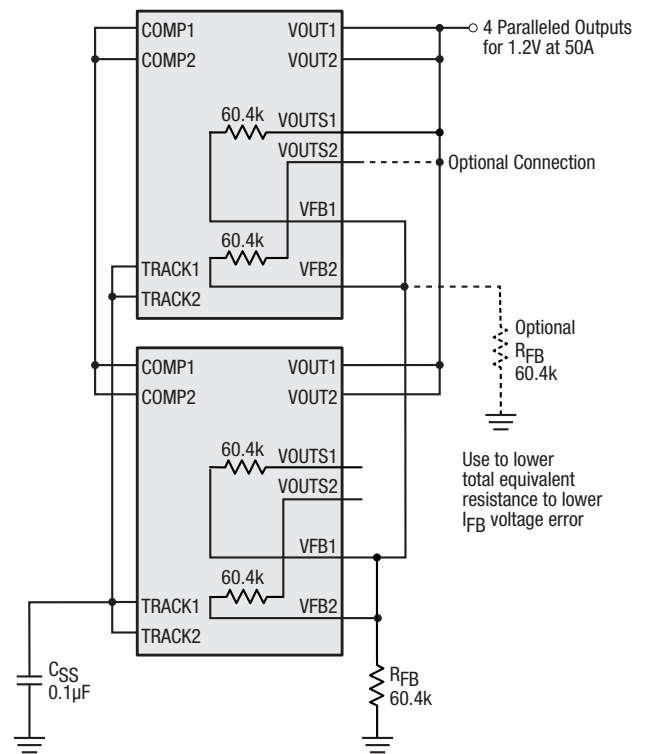 COMP1
VOUT1
4 Paralleled Outputs
for 1.2V at 50A
COMP2
VOUT2
60.4k
VOUTS1
VOUTS2
Optional Connection
VFB1
60.4k
TRACK1
VFB2
TRACK2
Optional
RFB
60.4k
COMP1
VOUT1
COMP2
VOUT2
60.4k
VOUTS1
VOUTS2
Use to lower
total equivalent
resistance to lower
IFB voltage error
VFB1
60.4k
TRACK1
VFB2
TRACK2
CSS
0.1µF
RFB
60.4k